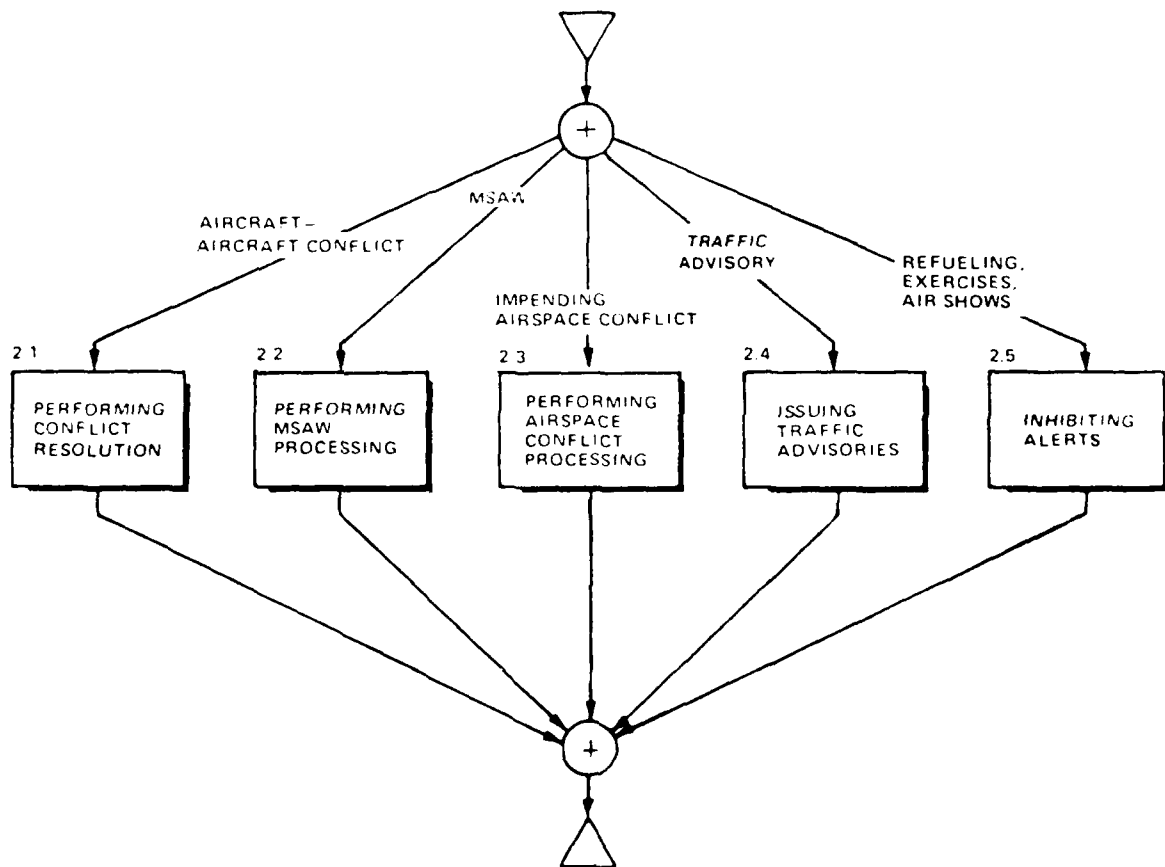 +
MSAW
AIRCRAFT–
AIRCRAFT CONFLICT
TRAFFIC
ADVISORY
REFUELING,
EXERCISES,
AIR SHOWS
IMPENDING
AIRSPACE CONFLICT
2.1
PERFORMING
CONFLICT
RESOLUTION
2.2
PERFORMING
MSAW
PROCESSING
2.3
PERFORMING
AIRSPACE
CONFLICT
PROCESSING
2.4
ISSUING
TRAFFIC
ADVISORIES
2.5
INHIBITING
ALERTS
+